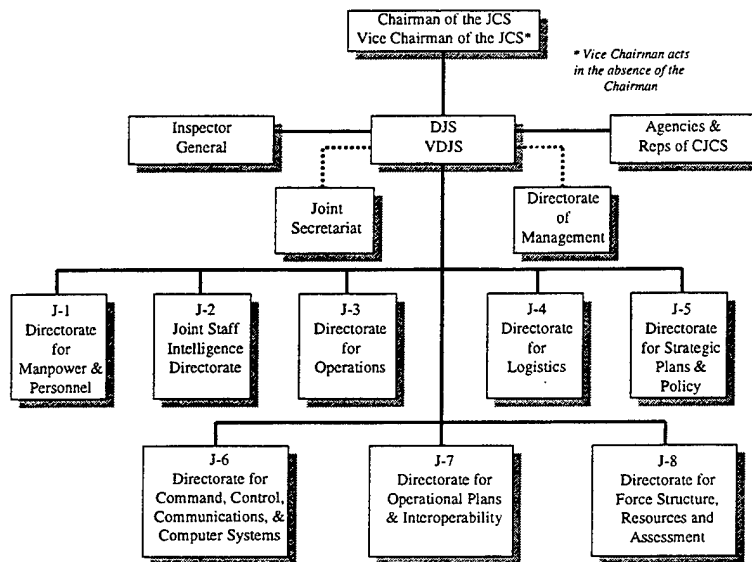 Chairman of the JCS
Vice Chairman of the JCS*
* Vice Chairman acts
in the absence of the
Chairman
Inspector
General
DJS
VDJS
Agencies &
Reps of CJCS
Joint
Secretariat
Directorate
of
Management
J-1
Directorate
for
Manpower &
Personnel
J-2
Joint Staff
Intelligence
Directorate
J-3
Directorate
for
Operations
J-4
Directorate
for
Logistics
J-5
Directorate
for Strategic
Plans &
Policy
J-6
Directorate for
Command, Control,
Communications, &
Computer Systems
J-7
Directorate for
Operational Plans
& Interoperability
J-8
Directorate for
Force Structure,
Resources and
Assessment